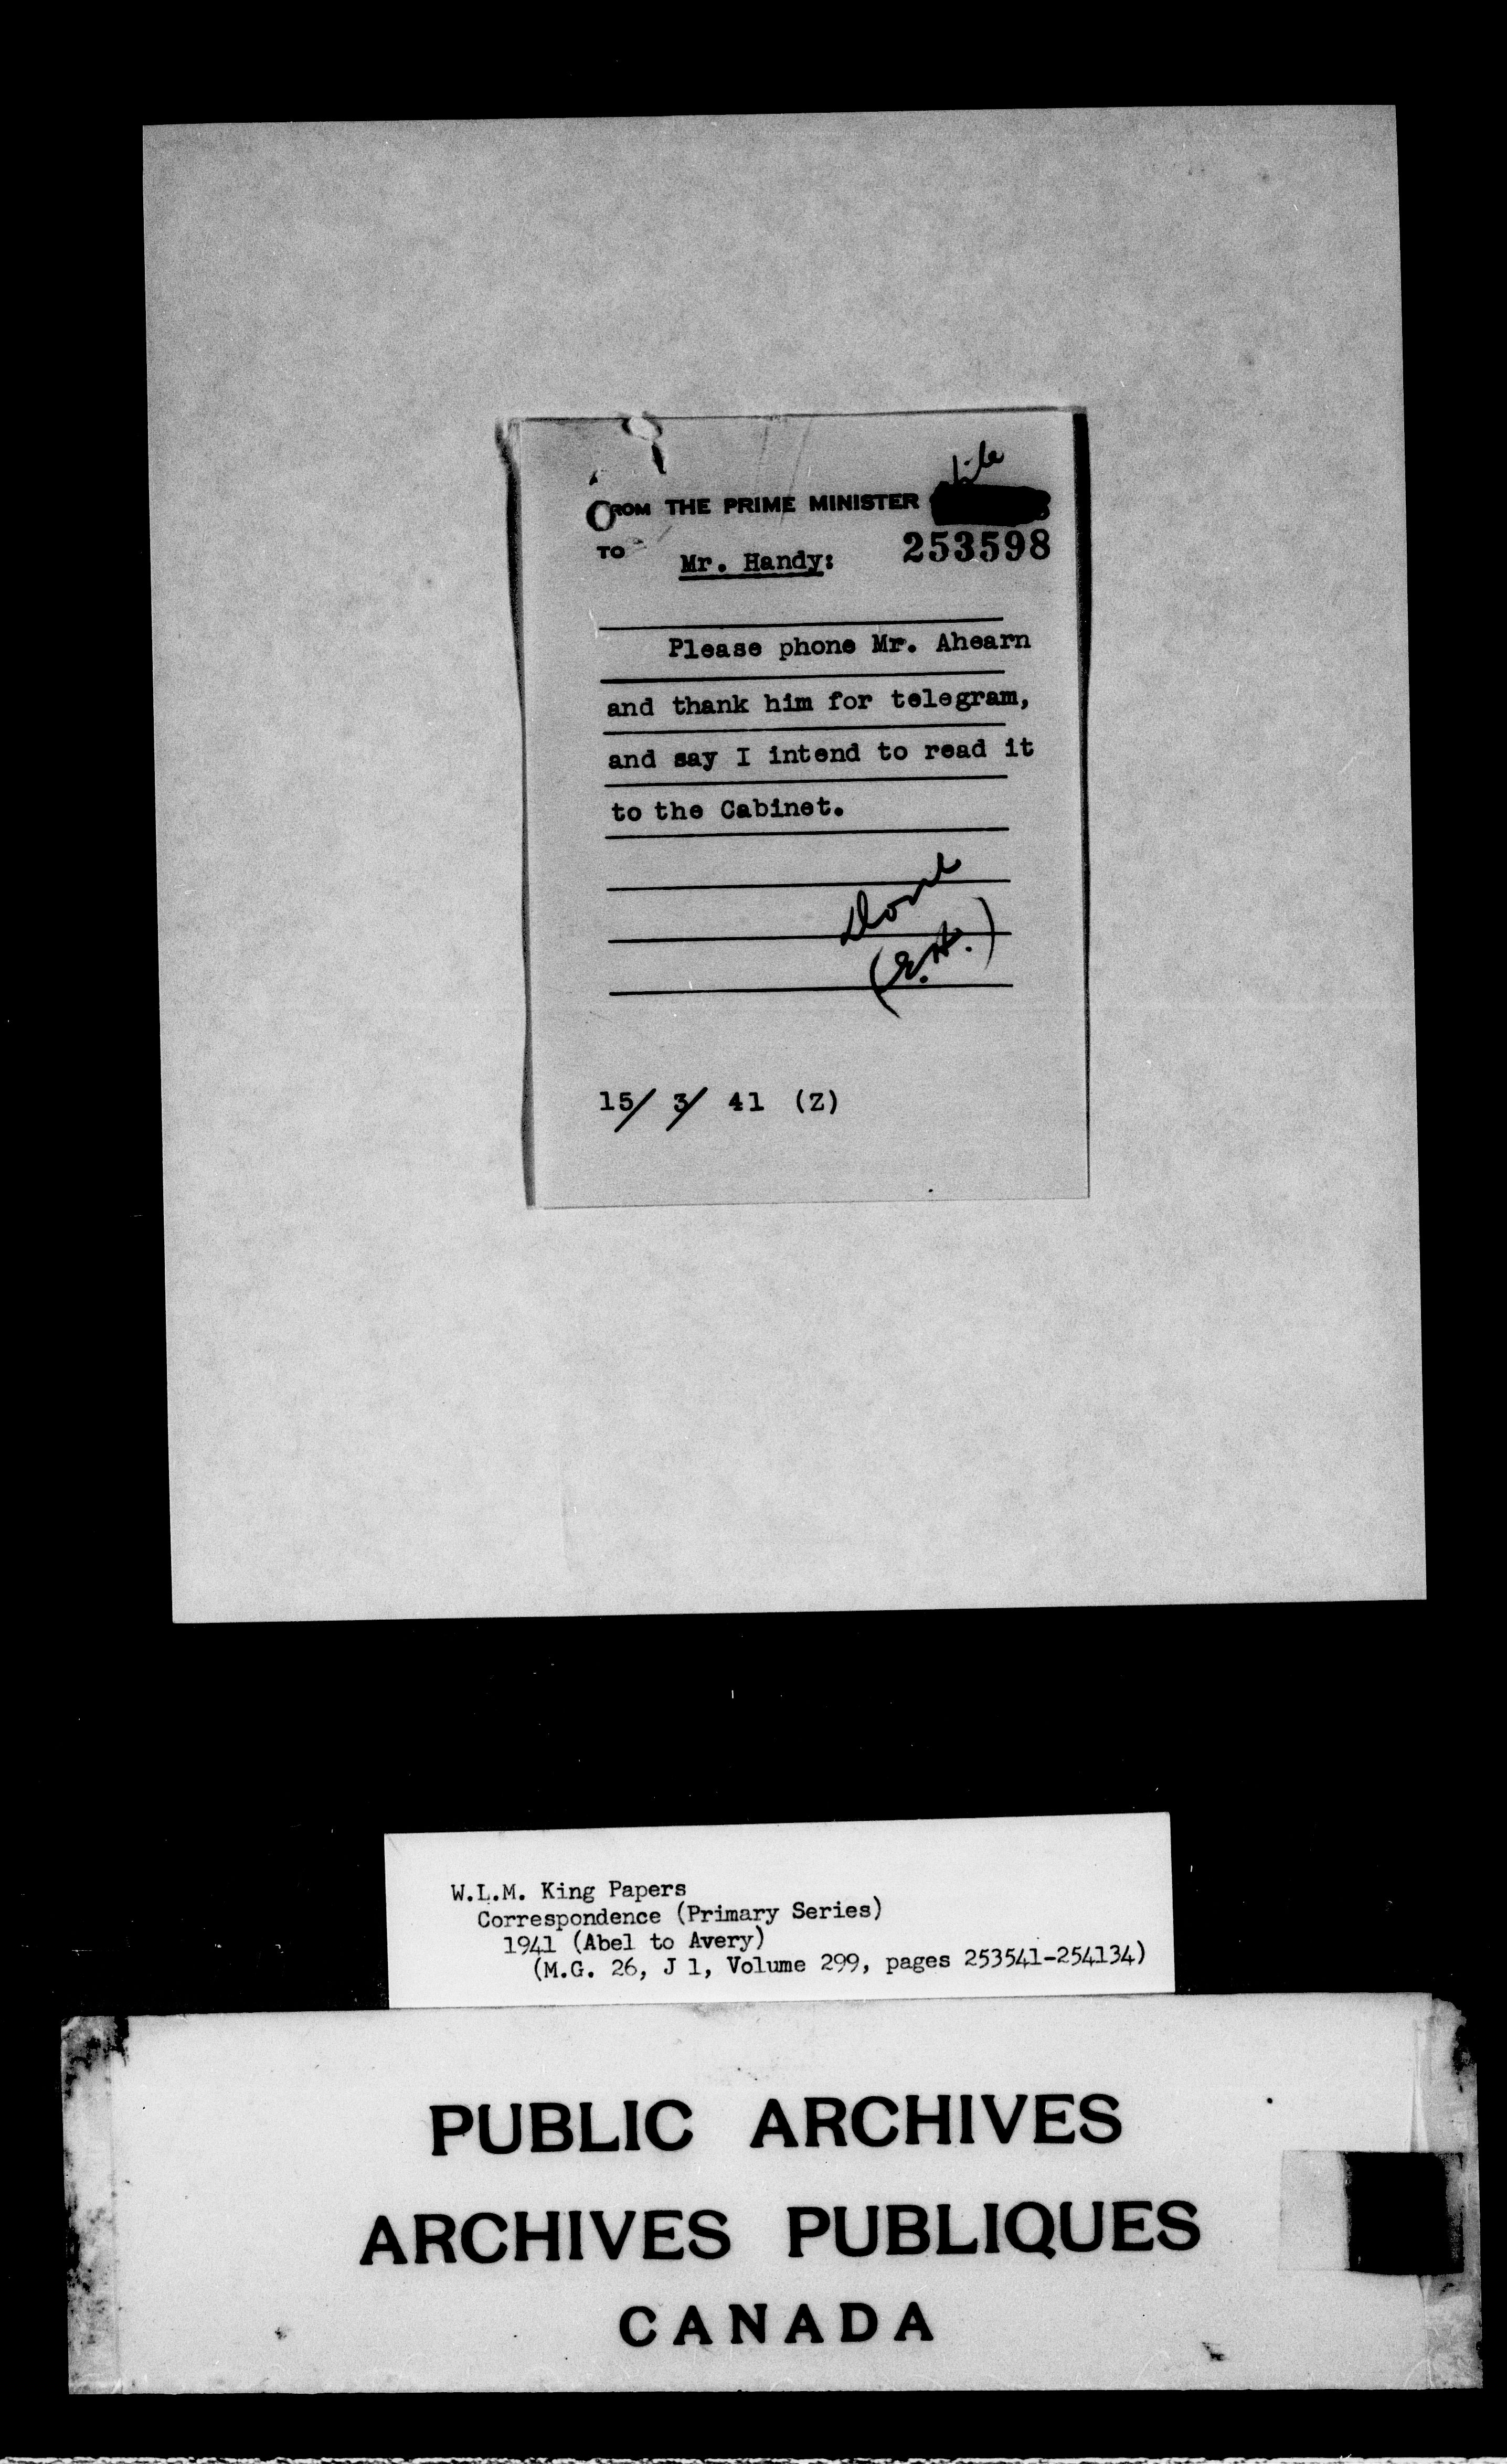 file
FROM THE PRIME MINISTER
253598
TO Mr. Handy:
Please phone Mr. Ahearn
and thank him for telegram,
and say I intend to read it
to the Cabinet.
Done
(E.H.)
15/ 3/ 41 (Z)
W.L.M. King Papers
Correspondence (Primary Series)
1941 (Abel to Avery)
(M.G. 26, J 1, Volume 299, pages 253541-254134)
PUBLIC ARCHIVES
ARCHIVES PUBLIQUES
CANADA